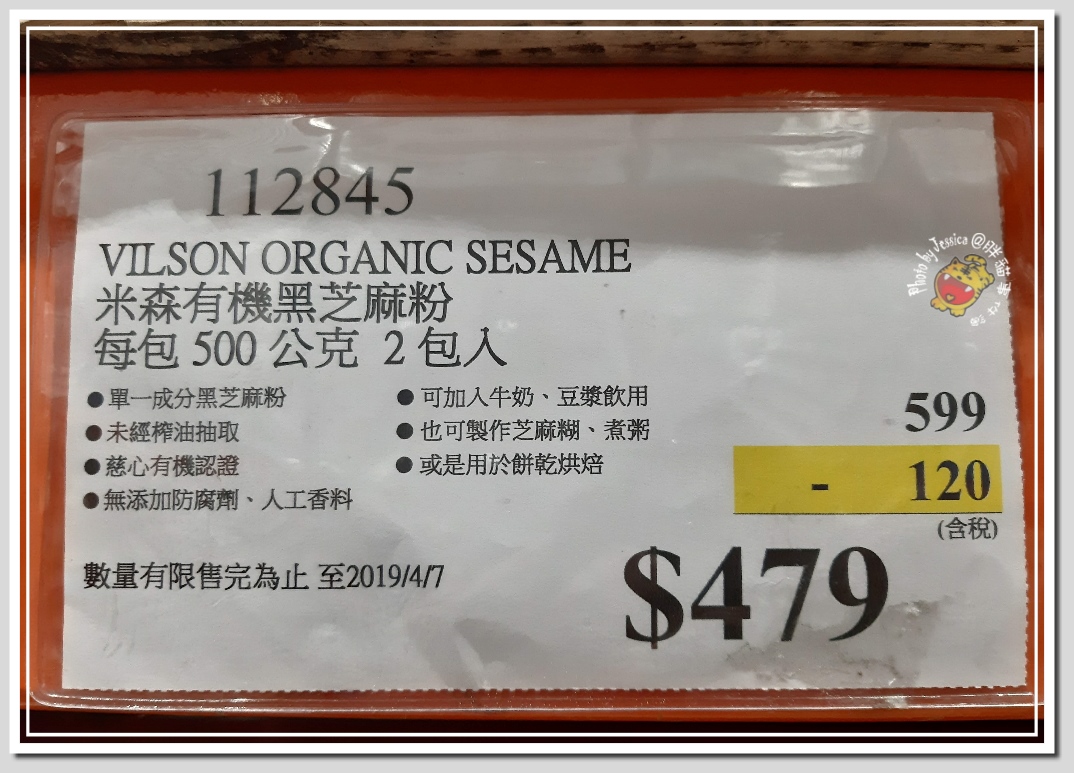 112845
VILSON ORGANIC SESAME
米森有機黑芝麻粉
每包 500 公克 2 包入
●單一成分黑芝麻粉
●未經榨油抽取
●慈心有機認證
●無添加防腐劑、人工香料
●可加入牛奶、豆漿飲用
●也可製作芝麻糊、煮粥
●或是用於餅乾烘焙
599
- 120
(含稅)
$479
數量有限售完為止 至2019/4/7
Photo by Jessica @胖貓